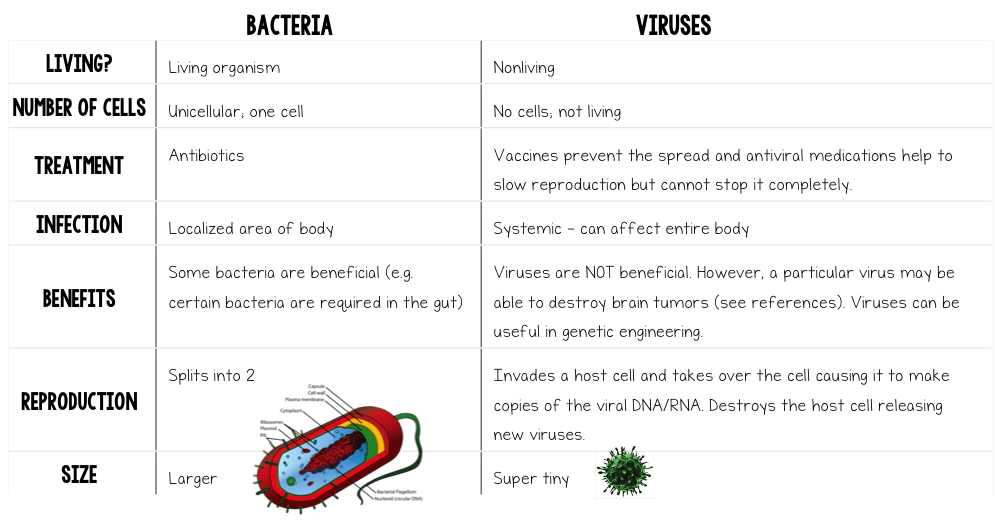 BACTERIA VIRUSES
LIVING? Living organism Nonliving
NUMBER OF CELLS Unicellular; one cell No cells; not living
TREATMENT Antibiotics Vaccines prevent the spread and antiviral medications help to
slow reproduction but cannot stop it completely.
INFECTION Localized area of body Systemic - can affect entire body
BENEFITS Some bacteria are beneficial (e.g. Viruses are NOT beneficial. However, a particular virus may be
certain bacteria are required in the gut) able to destroy brain tumors (see references). Viruses can be
useful in genetic engineering.
REPRODUCTION Splits into 2 Invades a host cell and takes over the cell causing it to make
copies of the viral DNA/RNA. Destroys the host cell releasing
new viruses.
Capsule
Cell wall
Plasma membrane
Cytoplasm
Ribosomes
Plasmid
Pili
Bacterial Flagellum
Nucleoid (circular DNA)
SIZE Larger Super tiny